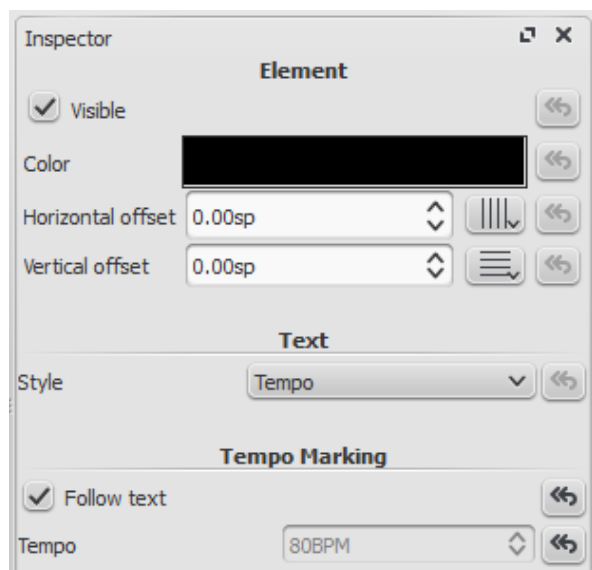 Inspector
Element
Visible
Color
Horizontal offset 0.00sp
Vertical offset 0.00sp
Text
Style Tempo
Tempo Marking
Follow text
Tempo 80BPM